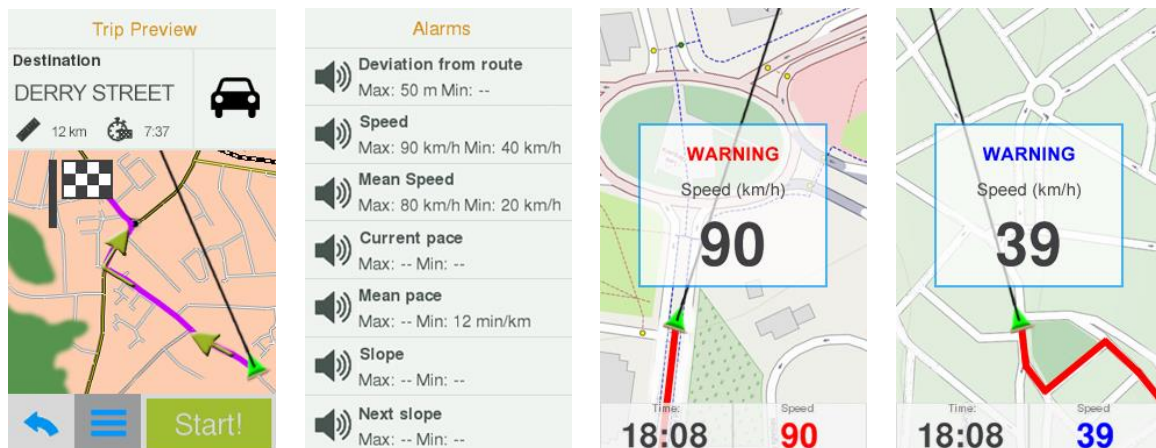 Trip Preview
Destination
DERRY STREET
12 km 7:37
Start!
Alarms
Deviation from route
Max: 50 m Min: --
Speed
Max: 90 km/h Min: 40 km/h
Mean Speed
Max: 80 km/h Min: 20 km/h
Current pace
Max: -- Min: --
Mean pace
Max: -- Min: 12 min/km
Slope
Max: -- Min: --
Next slope
Max: -- Min: --
WARNING
Speed (km/h)
90
Time: Speed
18:08 90
WARNING
Speed (km/h)
39
Time: Speed
18:08 39